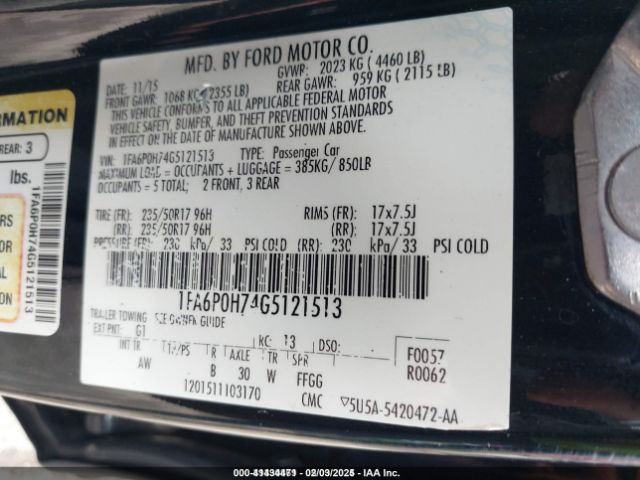 MFD. BY FORD MOTOR CO.
DATE: 11/15 GVWR: 2023 KG ( 4460 LB)
FRONT GAWR: 1068 KG ( 2355 LB) REAR GAWR: 959 KG ( 2115 LB)
THIS VEHICLE CONFORMS TO ALL APPLICABLE FEDERAL MOTOR
VEHICLE SAFETY, BUMPER, AND THEFT PREVENTION STANDARDS
IN EFFECT ON THE DATE OF MANUFACTURE SHOWN ABOVE.
VIN: 1FA6P0H74G5121513 TYPE: Passenger Car
MAXIMUM LOAD = OCCUPANTS + LUGGAGE = 385KG/ 850LB
OCCUPANTS = 5 TOTAL; 2 FRONT, 3 REAR
TIRE (FR): 235/50R17 96H RIMS (FR): 17x7.5J
(RR): 235/50R17 96H (RR): 17x7.5J
PRESSURE (FR): 230 kPa/ 33 PSI COLD (RR): 230 kPa/ 33 PSI COLD
1FA6P0H74G5121513
TRAILER TOWING - SEE OWNER GUIDE
EXT PNT: G1 RC: 13 DSO: F0057
INT TR TP/PS R AXLE TR SPR R0062
AW B 30 W FFGG
1201511103170 CMC ▽5U5A-5420472-AA
RMATION
REAR: 3
lbs.
1FA6P0H74G5121513
RS
OR
02/03/2025 - IAA Inc.